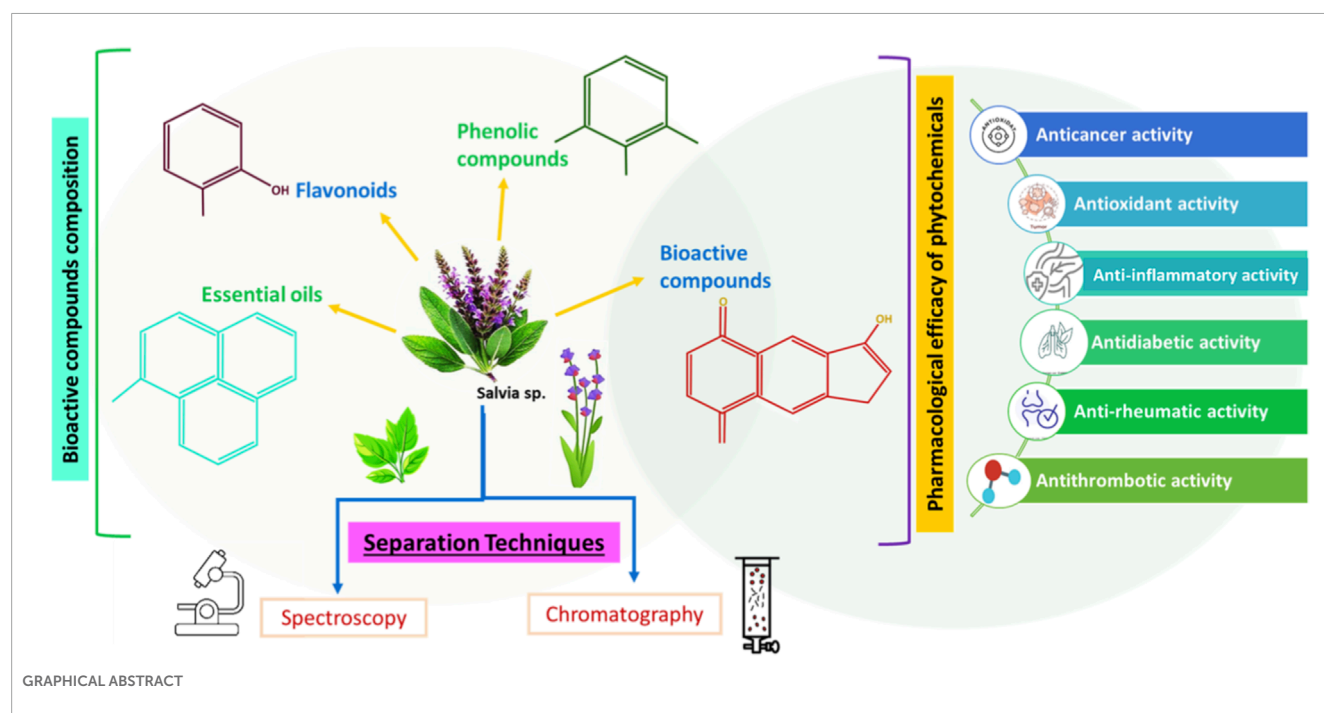 Bioactive compounds composition
Phenolic
compounds
OH
Flavonoids
Essential oils
Bioactive
compounds
O
OH
Salvia sp.
Separation Techniques
Spectroscopy
Chromatography
Pharmacological efficacy of phytochemicals
ANTIOXIDAT
Anticancer activity
Tumor
Antioxidant activity
Anti-inflammatory activity
Antidiabetic activity
Anti-rheumatic activity
Antithrombotic activity
GRAPHICAL ABSTRACT